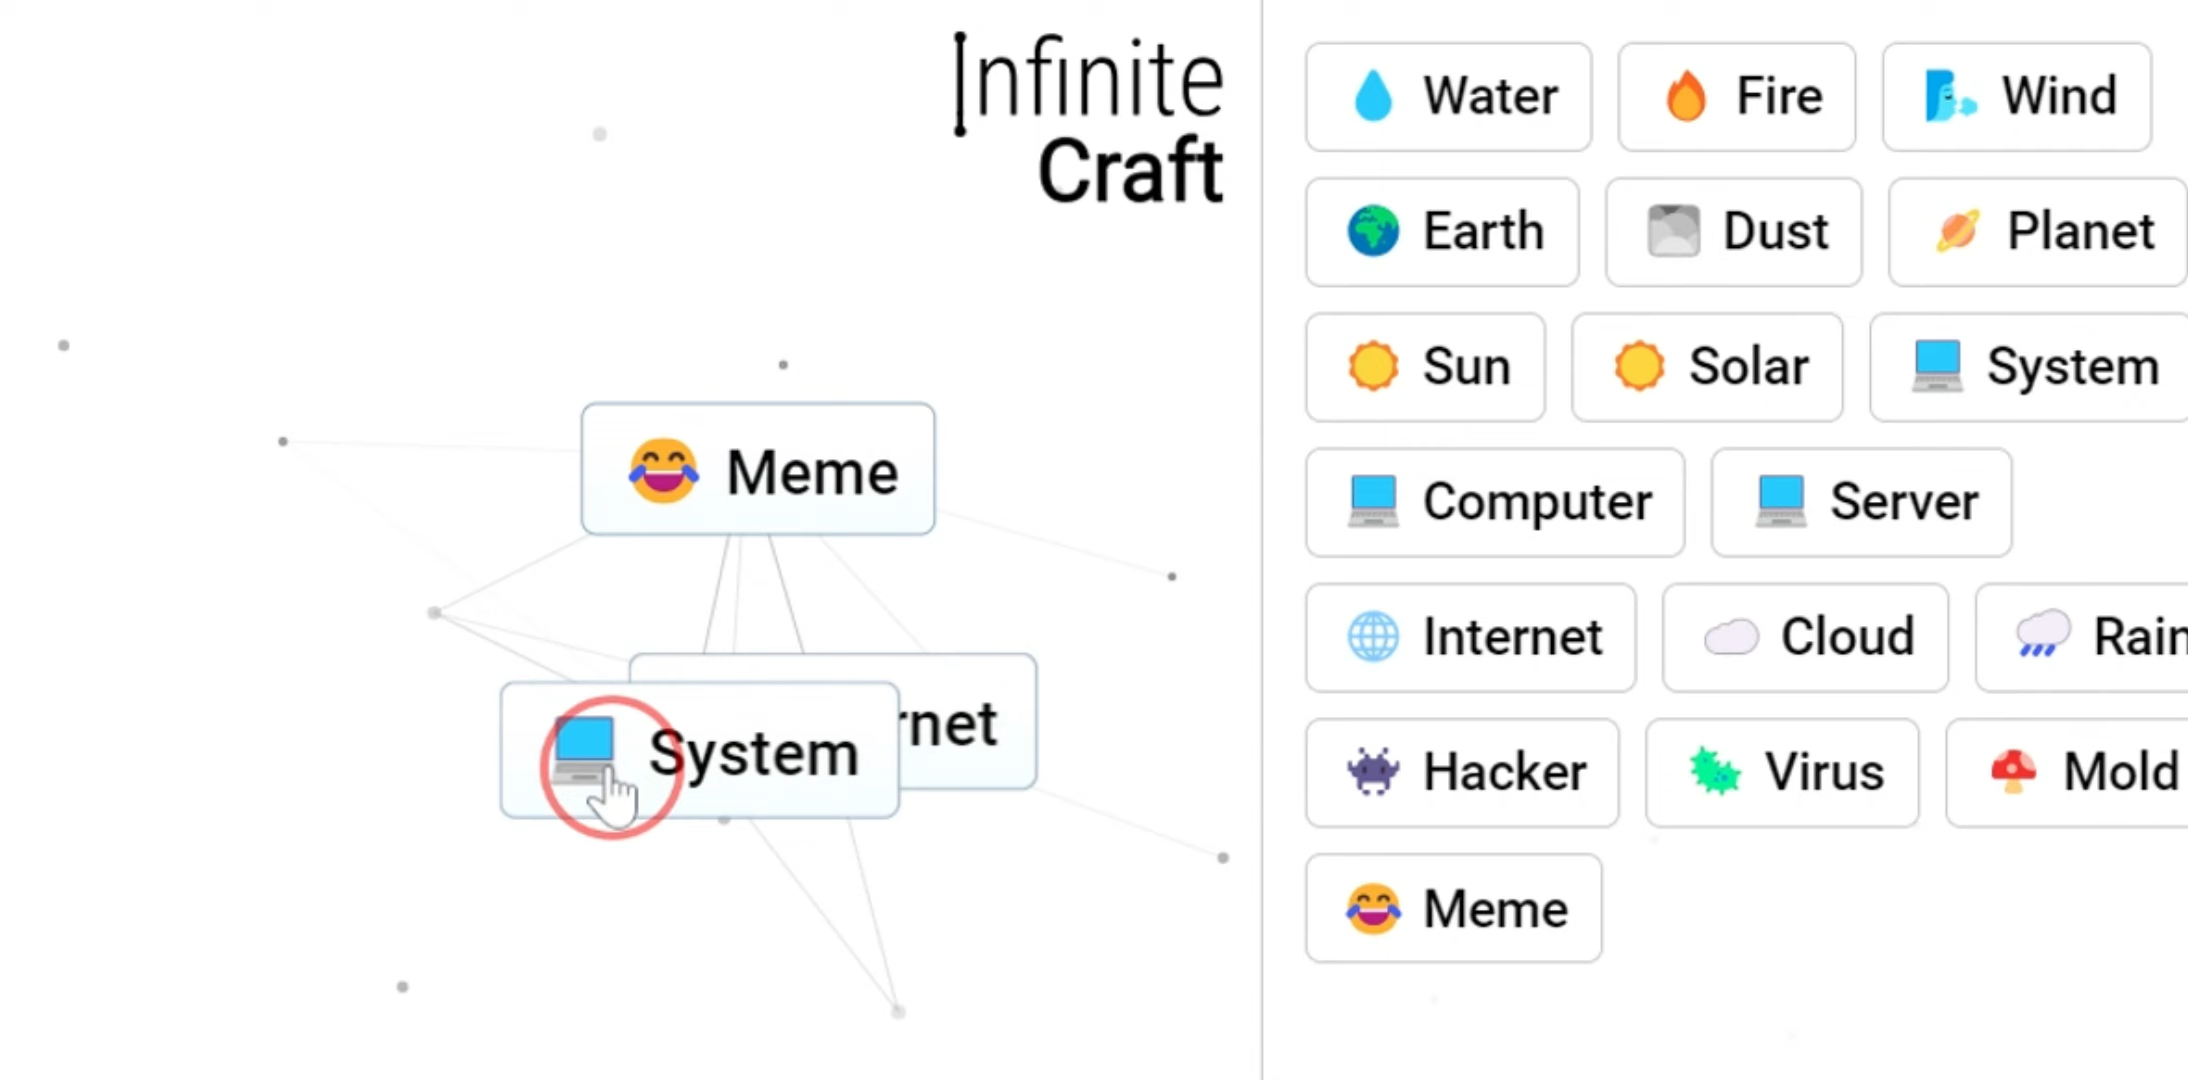 Infinite
Craft
Meme
System
rnet
Water
Fire
Wind
Earth
Dust
Planet
Sun
Solar
System
Computer
Server
Internet
Cloud
Rain
Hacker
Virus
Mold
Meme